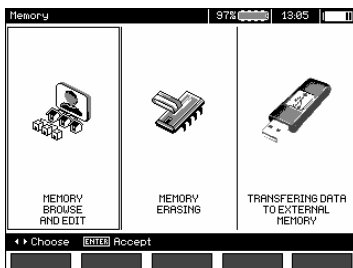 Memory 97% 13:05
MEMORY
BROWSE
AND EDIT
MEMORY
ERASING
TRANSFERING DATA
TO EXTERNAL
MEMORY
Choose ENTER Accept